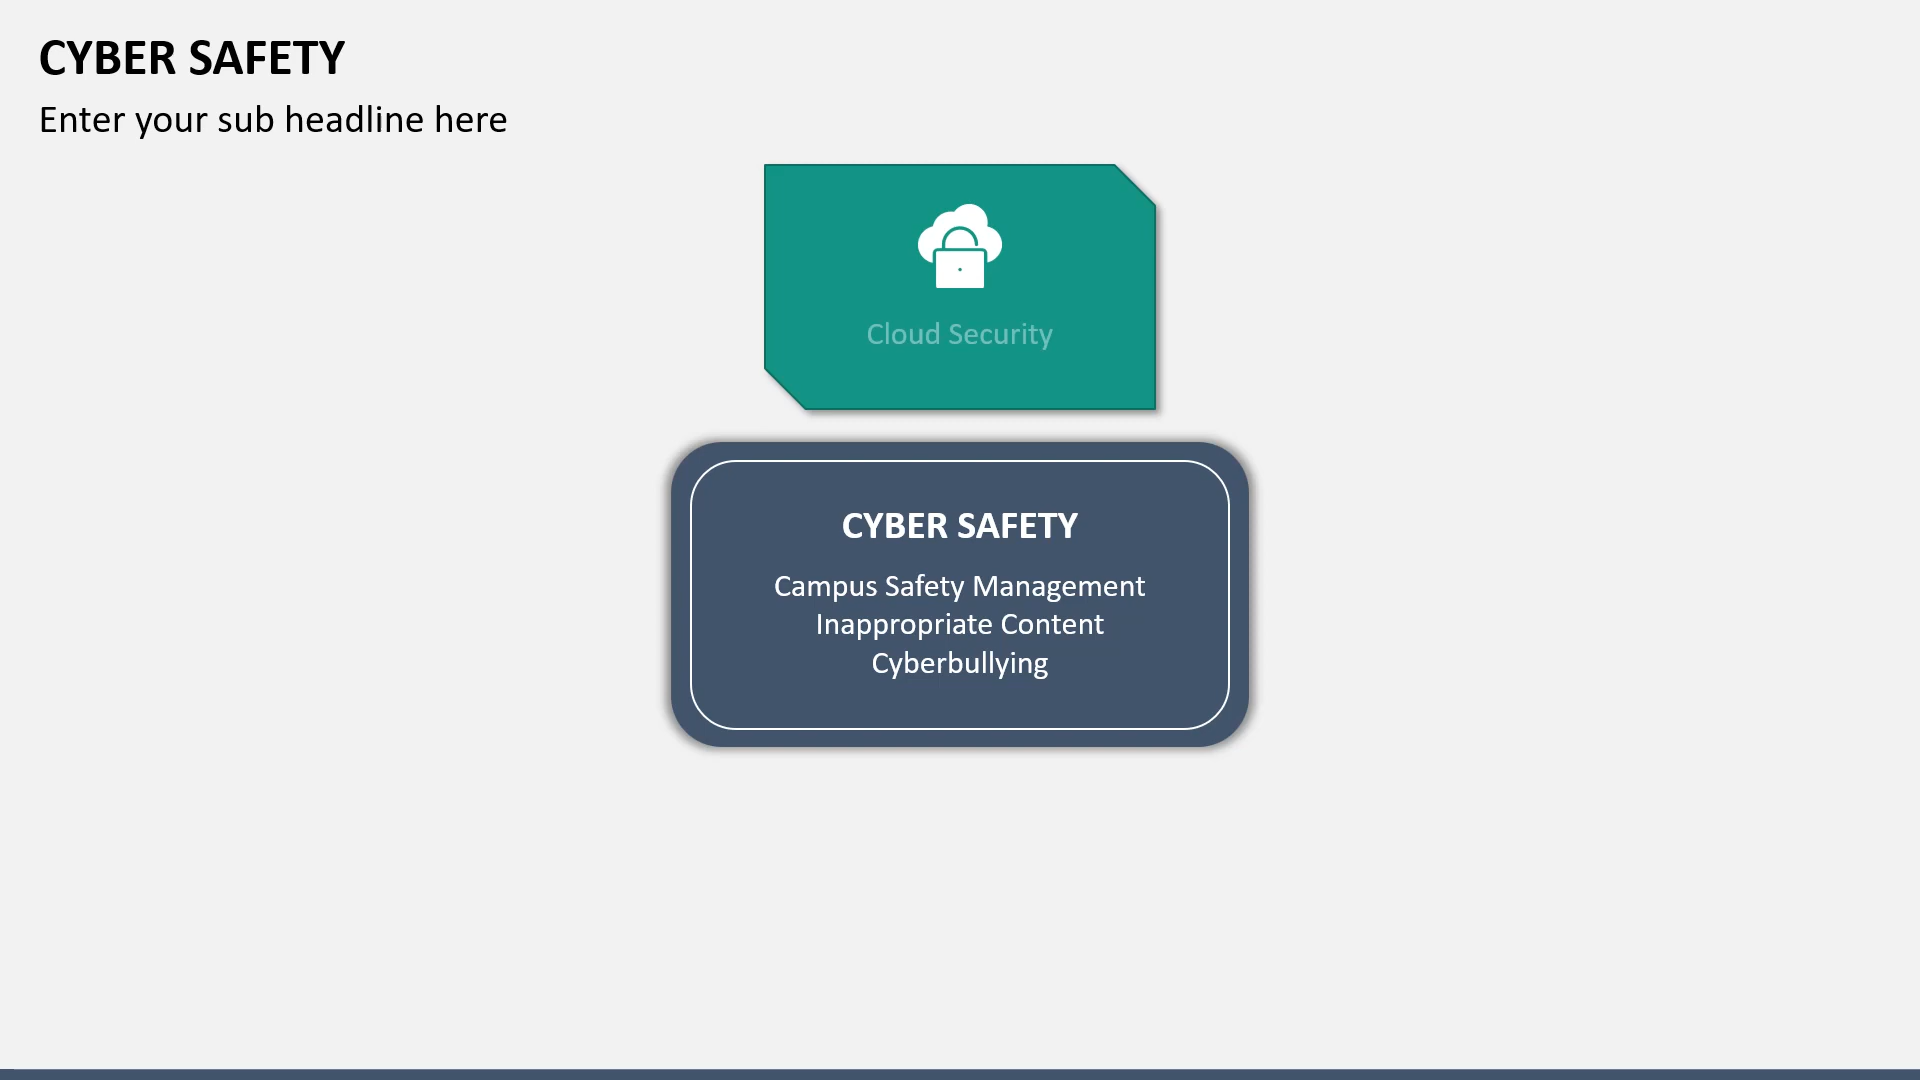 CYBER SAFETY
Enter your sub headline here
Cloud Security
CYBER SAFETY
Campus Safety Management
Inappropriate Content
Cyberbullying